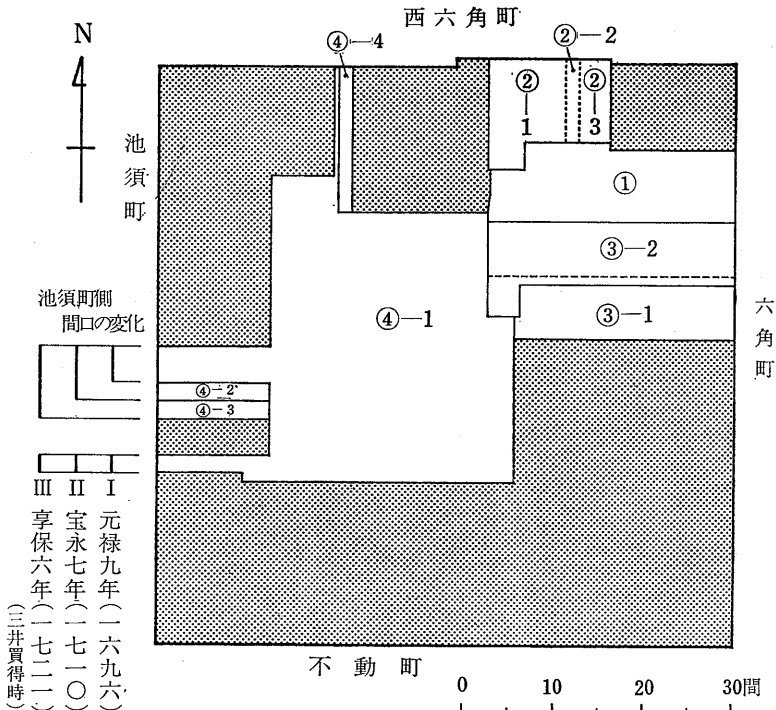 西六角町
N
④—4
②—2
②—1
②—3
池須町
①
③—2
④—1
③—1
六角町
池須町側
間口の変化
④—2
④—3
Ⅲ Ⅱ Ⅰ
元禄九年(一六九六)
宝永七年(一七一〇)
享保六年(一七二一)
(三井買得時)
不動町
0 10 20 30間